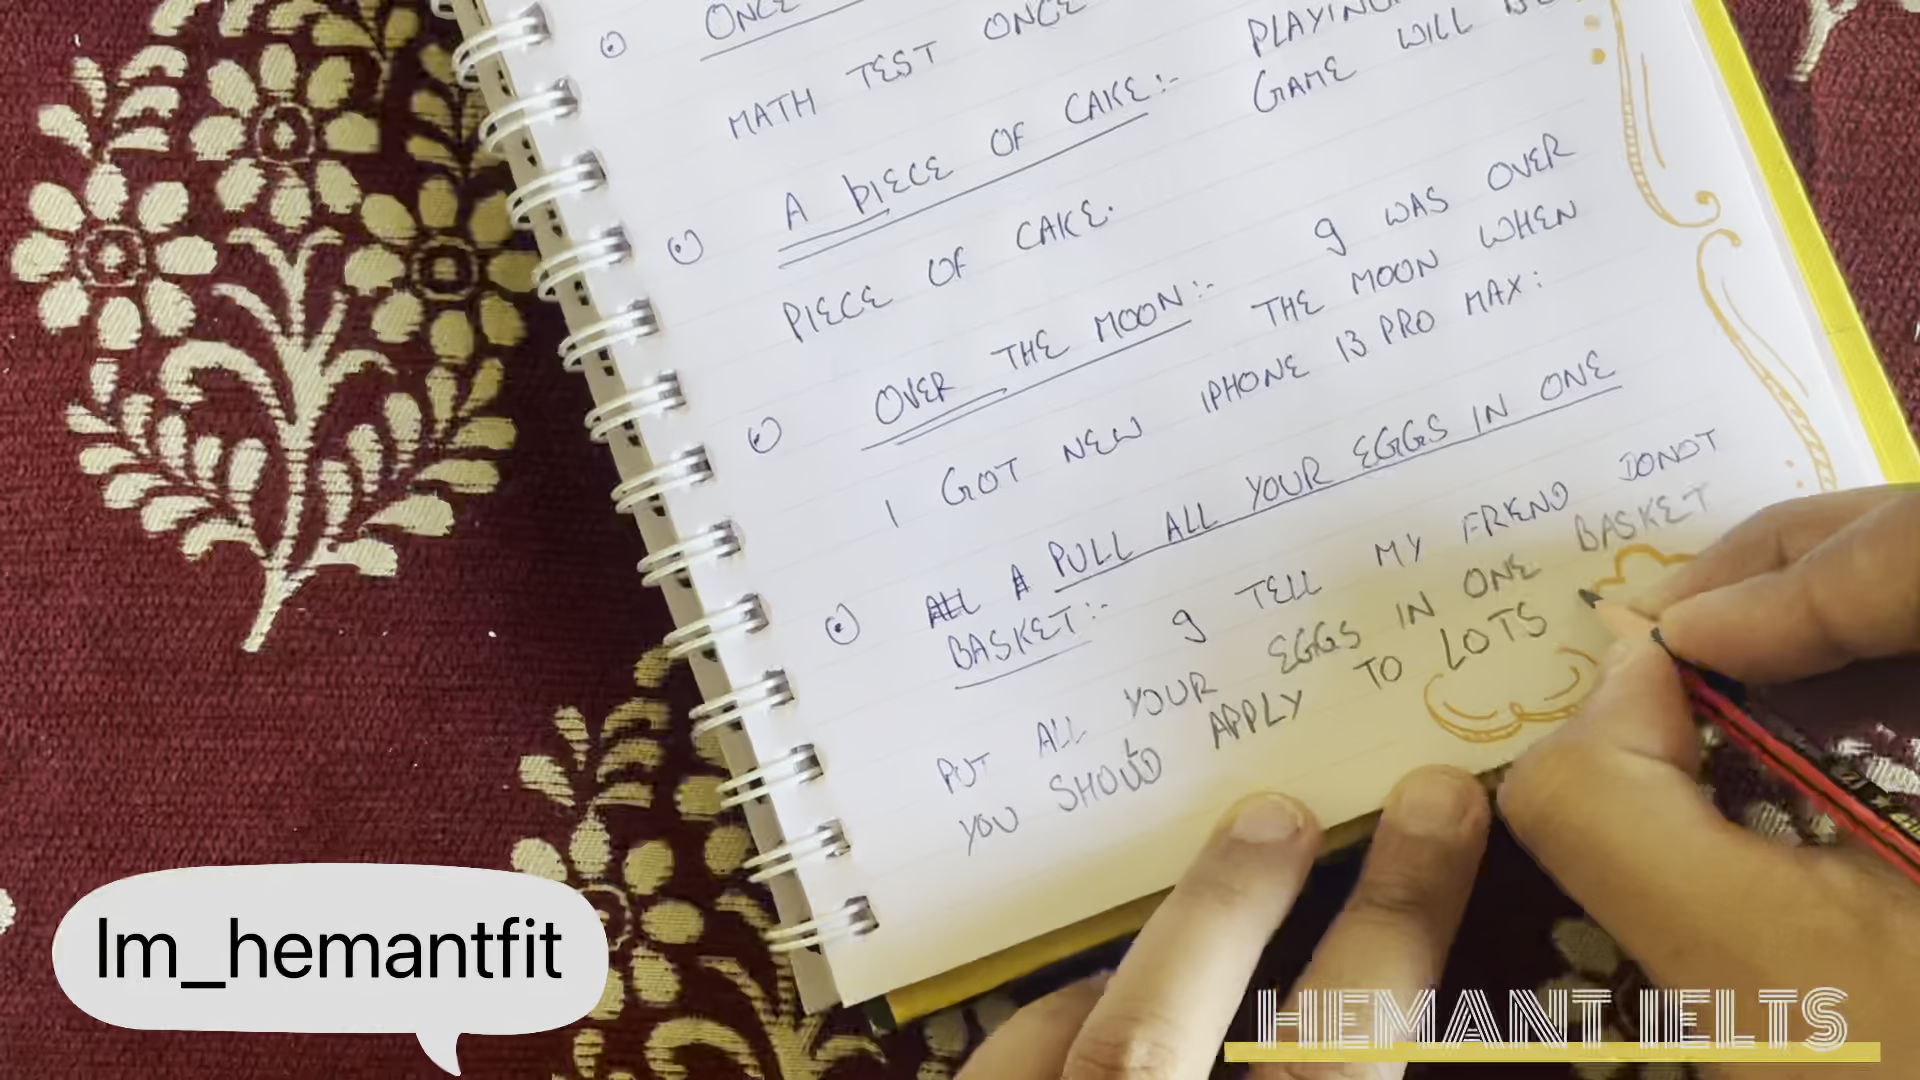 ONCE
MATH TEST ONCE
A PIECE OF CAKE:- PLAYING
GAME WILL BE
PIECE OF CAKE.
OVER THE MOON:- I WAS OVER
THE MOON WHEN
I GOT NEW IPHONE 13 PRO MAX:
ALL A PULL ALL YOUR EGGS IN ONE
BASKET:- I TELL MY FRIEND DONOT
PUT ALL YOUR EGGS IN ONE BASKET
YOU SHOULD APPLY TO LOTS
Im_hemantfit
HEMANT IELTS